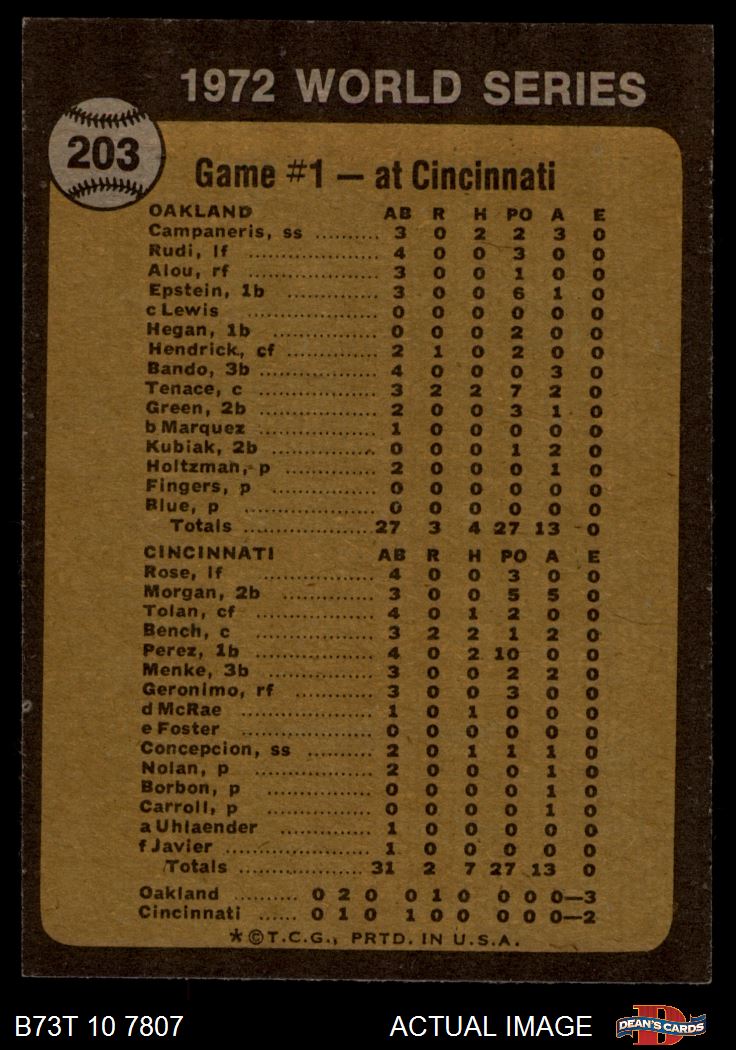 1972 WORLD SERIES
203
Game #1 — at Cincinnati
OAKLAND AB R H PO A E
Campaneris, ss .......... 3 0 2 2 3 0
Rudi, lf .................... 4 0 0 3 0 0
Alou, rf .................... 3 0 0 1 0 0
Epstein, 1b .............. 3 0 0 6 1 0
c Lewis .................... 0 0 0 0 0 0
Hegan, 1b ................ 0 0 0 2 0 0
Hendrick, cf .............. 2 1 0 2 0 0
Bando, 3b ................ 4 0 0 0 3 0
Tenace, c .................. 3 2 2 7 2 0
Green, 2b .................. 2 0 0 3 1 0
b Marquez .................. 1 0 0 0 0 0
Kubiak, 2b ................ 0 0 0 1 2 0
Holtzman, p .............. 2 0 0 0 1 0
Fingers, p ................ 0 0 0 0 0 0
Blue, p .................... 0 0 0 0 0 0
Totals ....................27 3 4 27 13 0
CINCINNATI AB R H PO A E
Rose, lf .................. 4 0 0 3 0 0
Morgan, 2b ................ 3 0 0 5 5 0
Tolan, cf .................. 4 0 1 2 0 0
Bench, c .................. 3 2 2 1 2 0
Perez, 1b .................. 4 0 2 10 0 0
Menke, 3b .................. 3 0 0 2 2 0
Geronimo, rf .............. 3 0 0 3 0 0
d McRae .................... 1 0 1 0 0 0
e Foster .................. 0 0 0 0 0 0
Concepcion, ss .......... 2 0 1 1 1 0
Nolan, p .................. 2 0 0 0 1 0
Borbon, p ................ 0 0 0 0 1 0
Carroll, p ................ 0 0 0 0 1 0
a Uhlaender .............. 1 0 0 0 0 0
f Javier .................... 1 0 0 0 0 0
Totals .................... 31 2 7 27 13 0
Oakland .......... 0 2 0 0 1 0 0 0 0—3
Cincinnati ...... 0 1 0 1 0 0 0 0 0—2
*©T.C.G., PRTD. IN U.S.A.
B73T 10 7807 ACTUAL IMAGE D DEAN'S CARDS